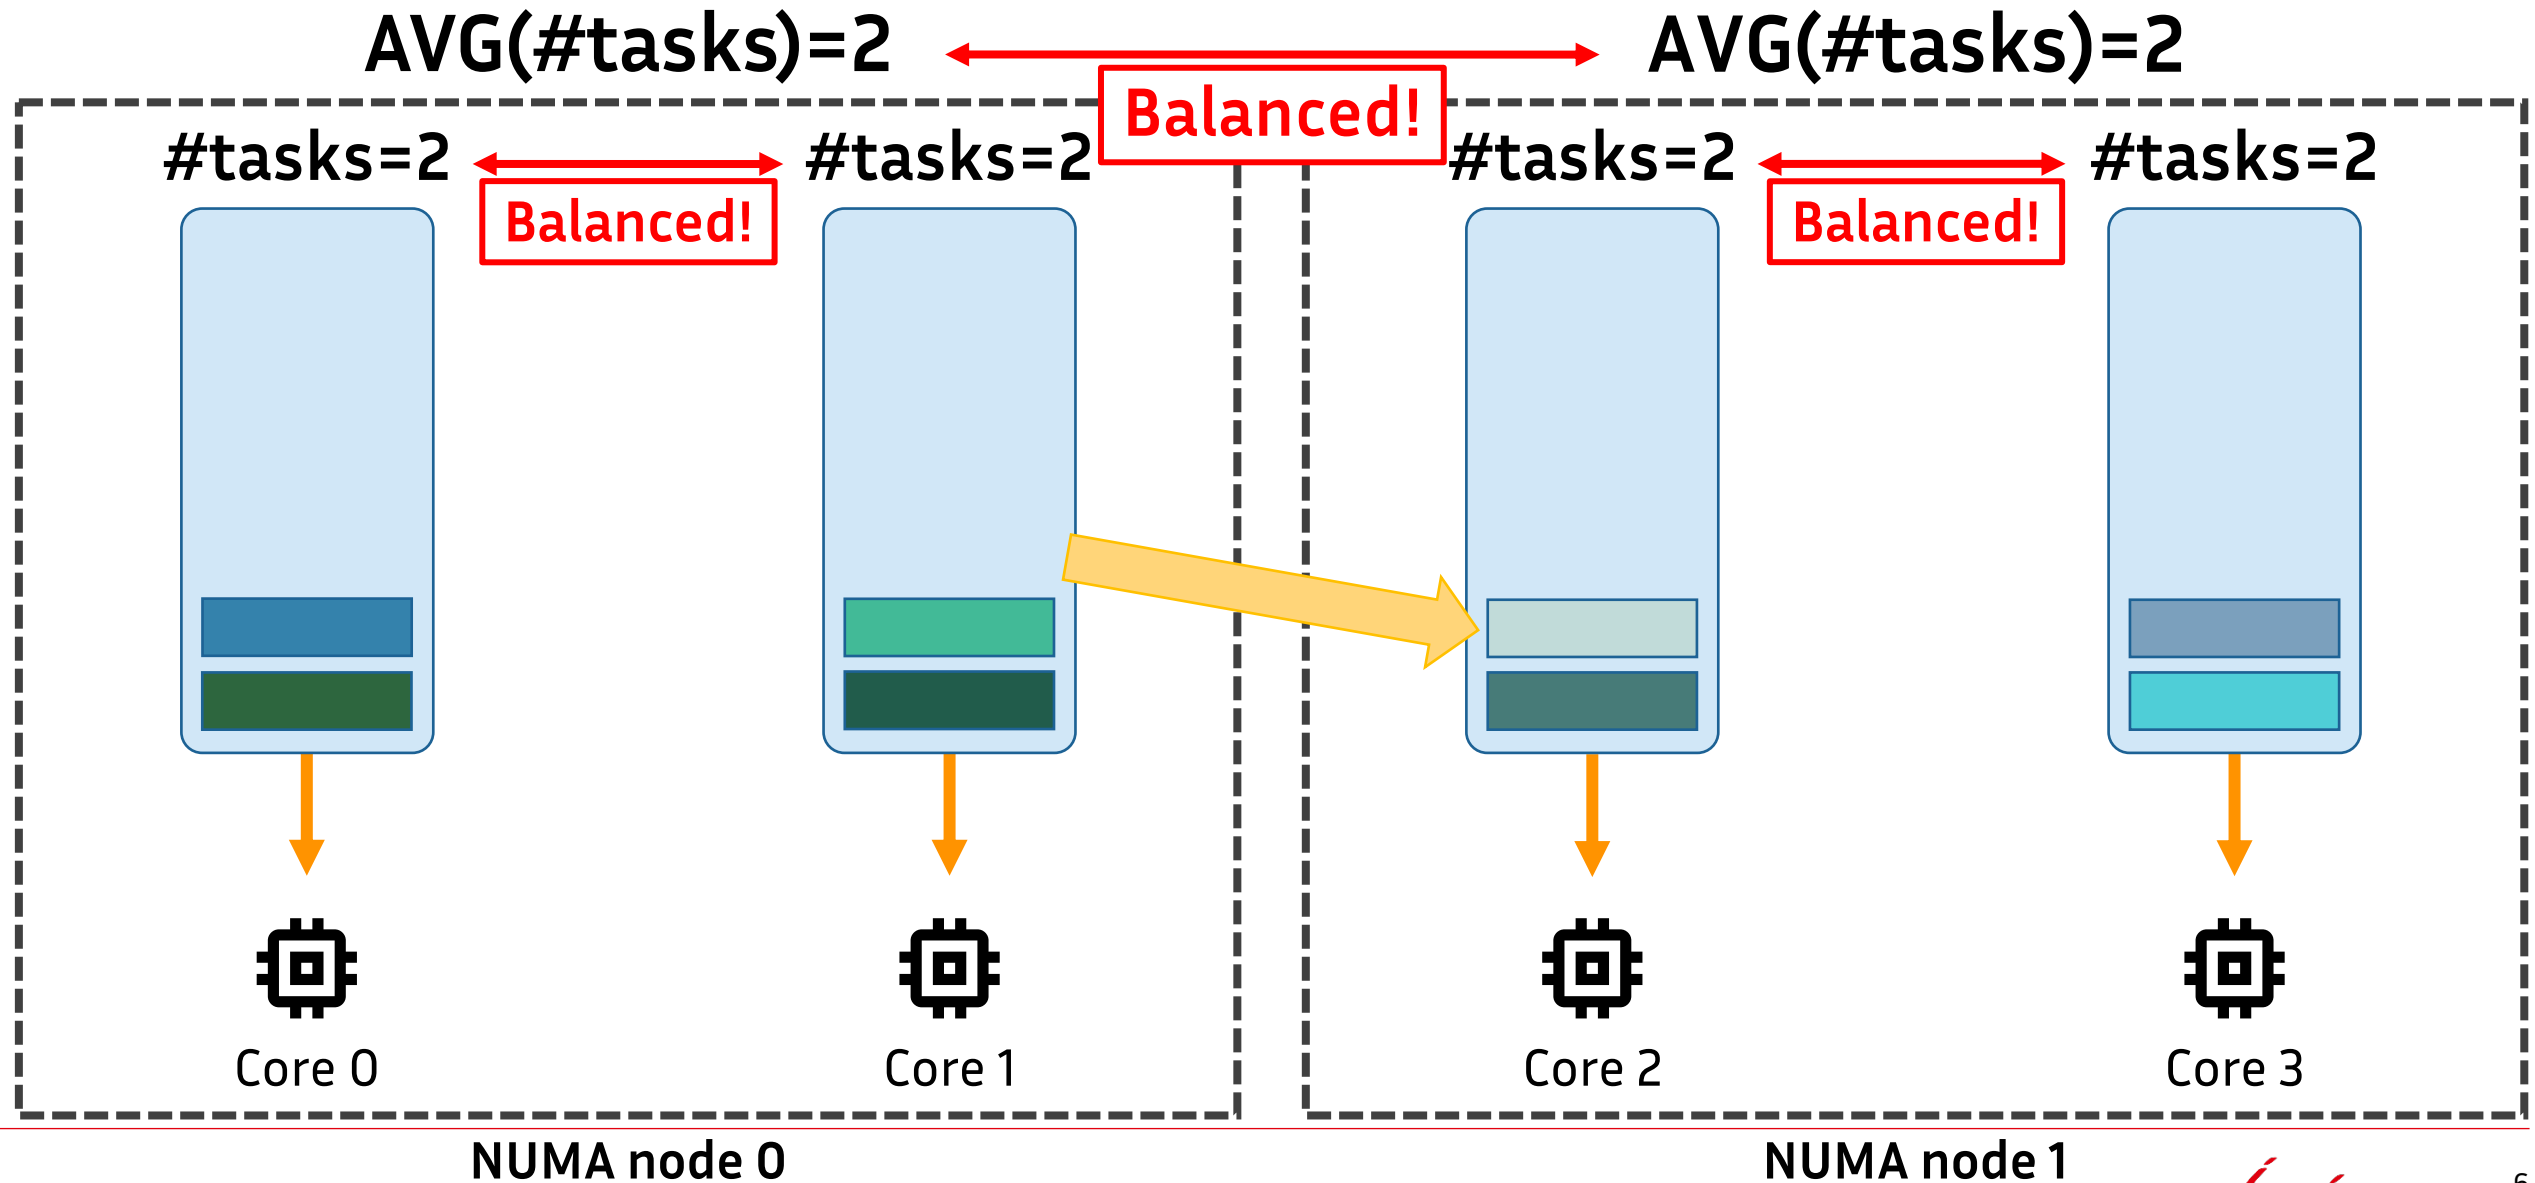 AVG(#tasks)=2
AVG(#tasks)=2
Balanced!
#tasks=2
#tasks=2
#tasks=2
#tasks=2
Balanced!
Balanced!
Core 0
Core 1
Core 2
Core 3
NUMA node 0
NUMA node 1